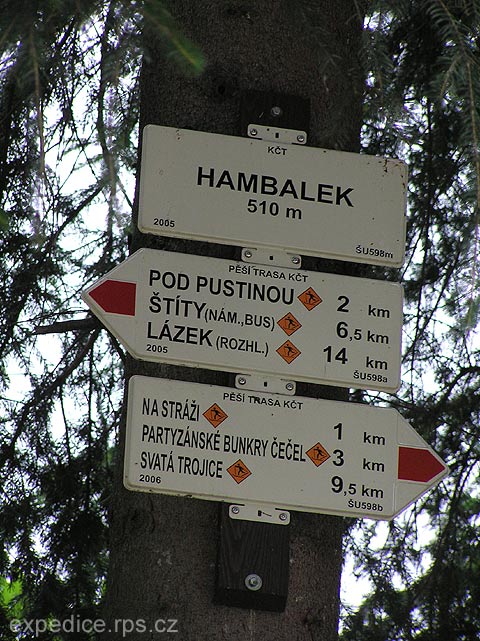 KČT
HAMBALEK
510 m
2005 ŠU598m
PĚŠÍ TRASA KČT
POD PUSTINOU 2 km
ŠTÍTY (NÁM.,BUS) 6,5 km
LÁZEK (ROZHL.) 14 km
2005 ŠU598a
PĚŠÍ TRASA KČT
NA STRÁŽI 1 km
PARTYZÁNSKÉ BUNKRY ČEČEL 3 km
SVATÁ TROJICE 9,5 km
2006 ŠU598b
expedice.rps.cz